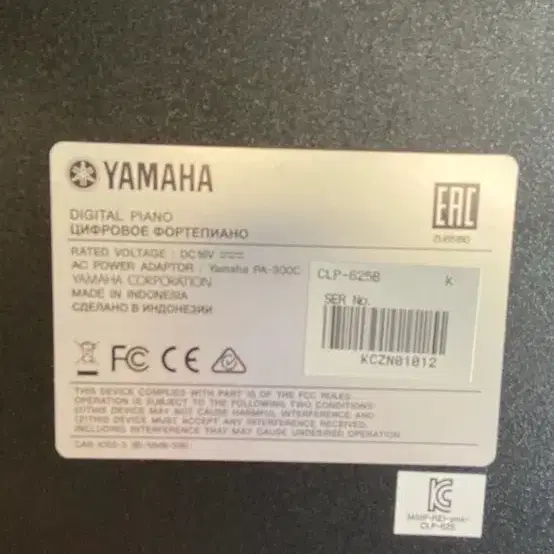 YAMAHA
DIGITAL PIANO
ЦИФРОВОЕ ФОРТЕПИАНО
RATED VOLTAGE : DC16V
AC POWER ADAPTOR : Yamaha PA-300C
YAMAHA CORPORATION
MADE IN INDONESIA
СДЕЛАНО В ИНДОНЕЗИИ
EAC
CLP-625B K
SER No.
KCZN01012
FC CE
THIS DEVICE COMPLIES WITH PART 15 OF THE FCC RULES.
OPERATION IS SUBJECT TO THE FOLLOWING TWO CONDITIONS:
(1)THIS DEVICE MAY NOT CAUSE HARMFUL INTERFERENCE, AND
(2)THIS DEVICE MUST ACCEPT ANY INTERFERENCE RECEIVED,
INCLUDING INTERFERENCE THAT MAY CAUSE UNDESIRED OPERATION.
CLP-625